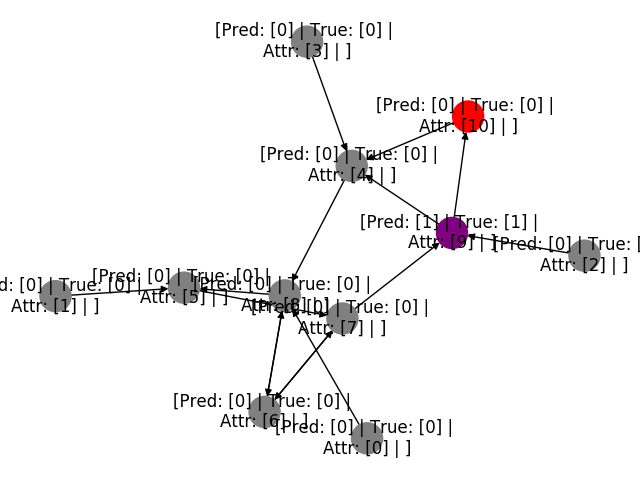 [Pred: [0] | True: [0] |
Attr: [3] | ]
[Pred: [0] | True: [0] |
Attr: [10] | ]
[Pred: [0] | True: [0] |
Attr: [4] | ]
[Pred: [1] | True: [1] |
Attr: [9] | ]
[Pred: [0] | True: [
Attr: [2] | ]
d: [0] | True: [0] |
Attr: [1] | ]
[Pred: [0] | True: [0] |
Attr: [5] | ]
[Pred: [0] | True: [0] |
Attr: [8] | ]
[Pred: [0] | True: [0] |
Attr: [7] | ]
[Pred: [0] | True: [0] |
Attr: [6] | ]
[Pred: [0] | True: [0] |
Attr: [0] | ]